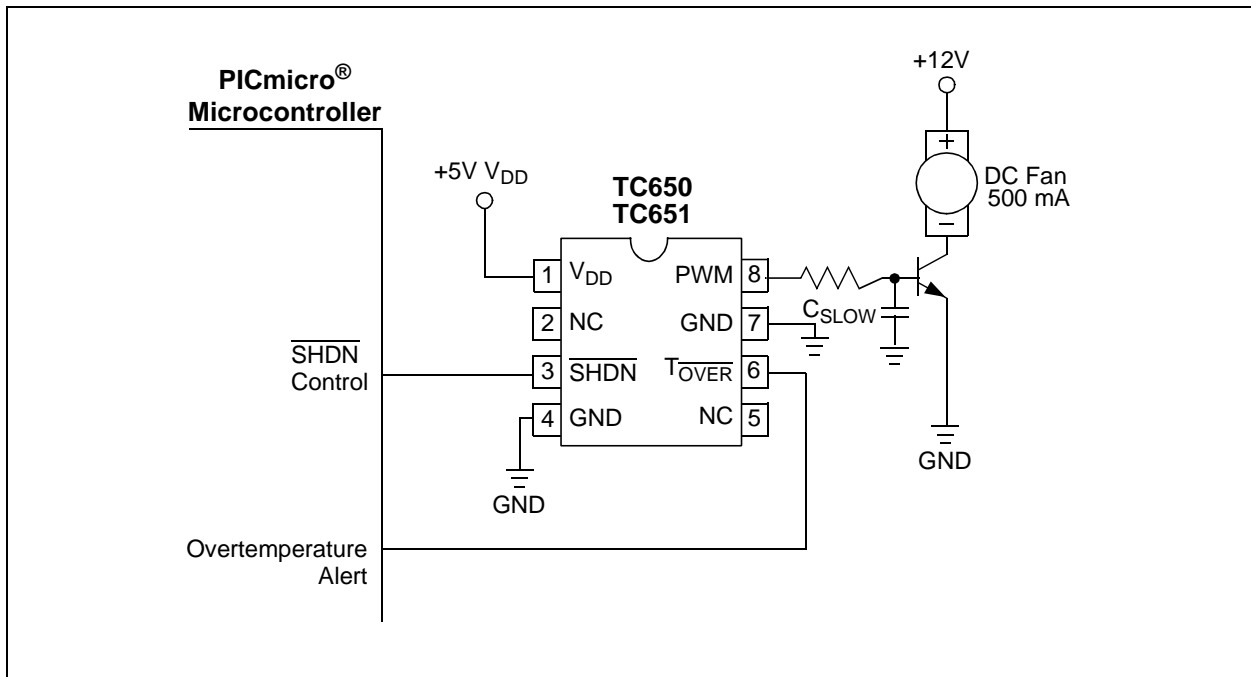 PICmicro®
Microcontroller
+12V
+
DC Fan
500 mA
−
+5V VDD
TC650
TC651
1 VDD
PWM 8
2 NC
GND 7
CSLOW
SHDN
Control
3 SHDN
TOVER 6
4 GND
NC 5
GND
GND
Overtemperature
Alert